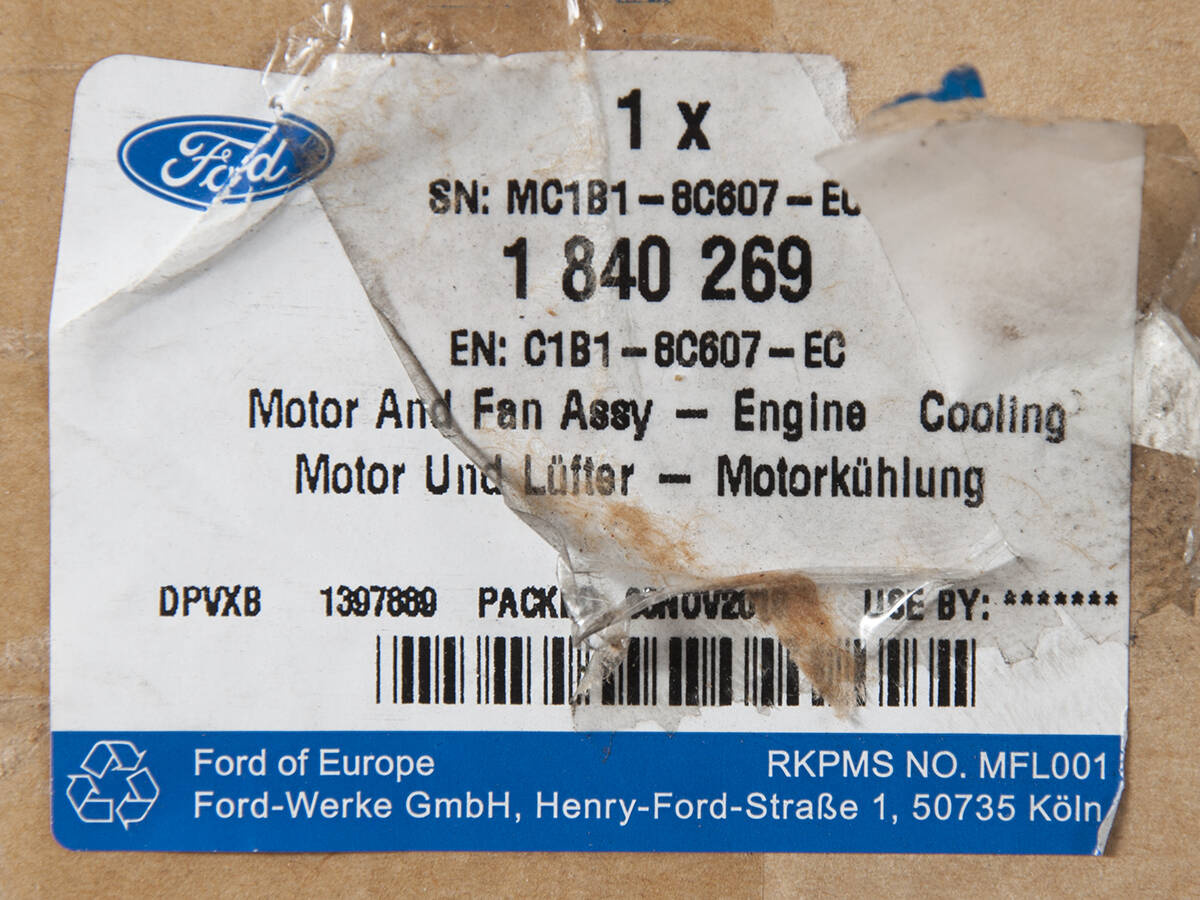 Ford
1 x
SN: MC1B1-8C607-EC
1 840 269
EN: C1B1-8C607-EC
Motor And Fan Assy - Engine Cooling
Motor Und Lüfter - Motorkühlung
DPVXB 1397889 USE BY: *******
Ford of Europe RKPMS NO. MFL001
Ford-Werke GmbH, Henry-Ford-Straße 1, 50735 Köln